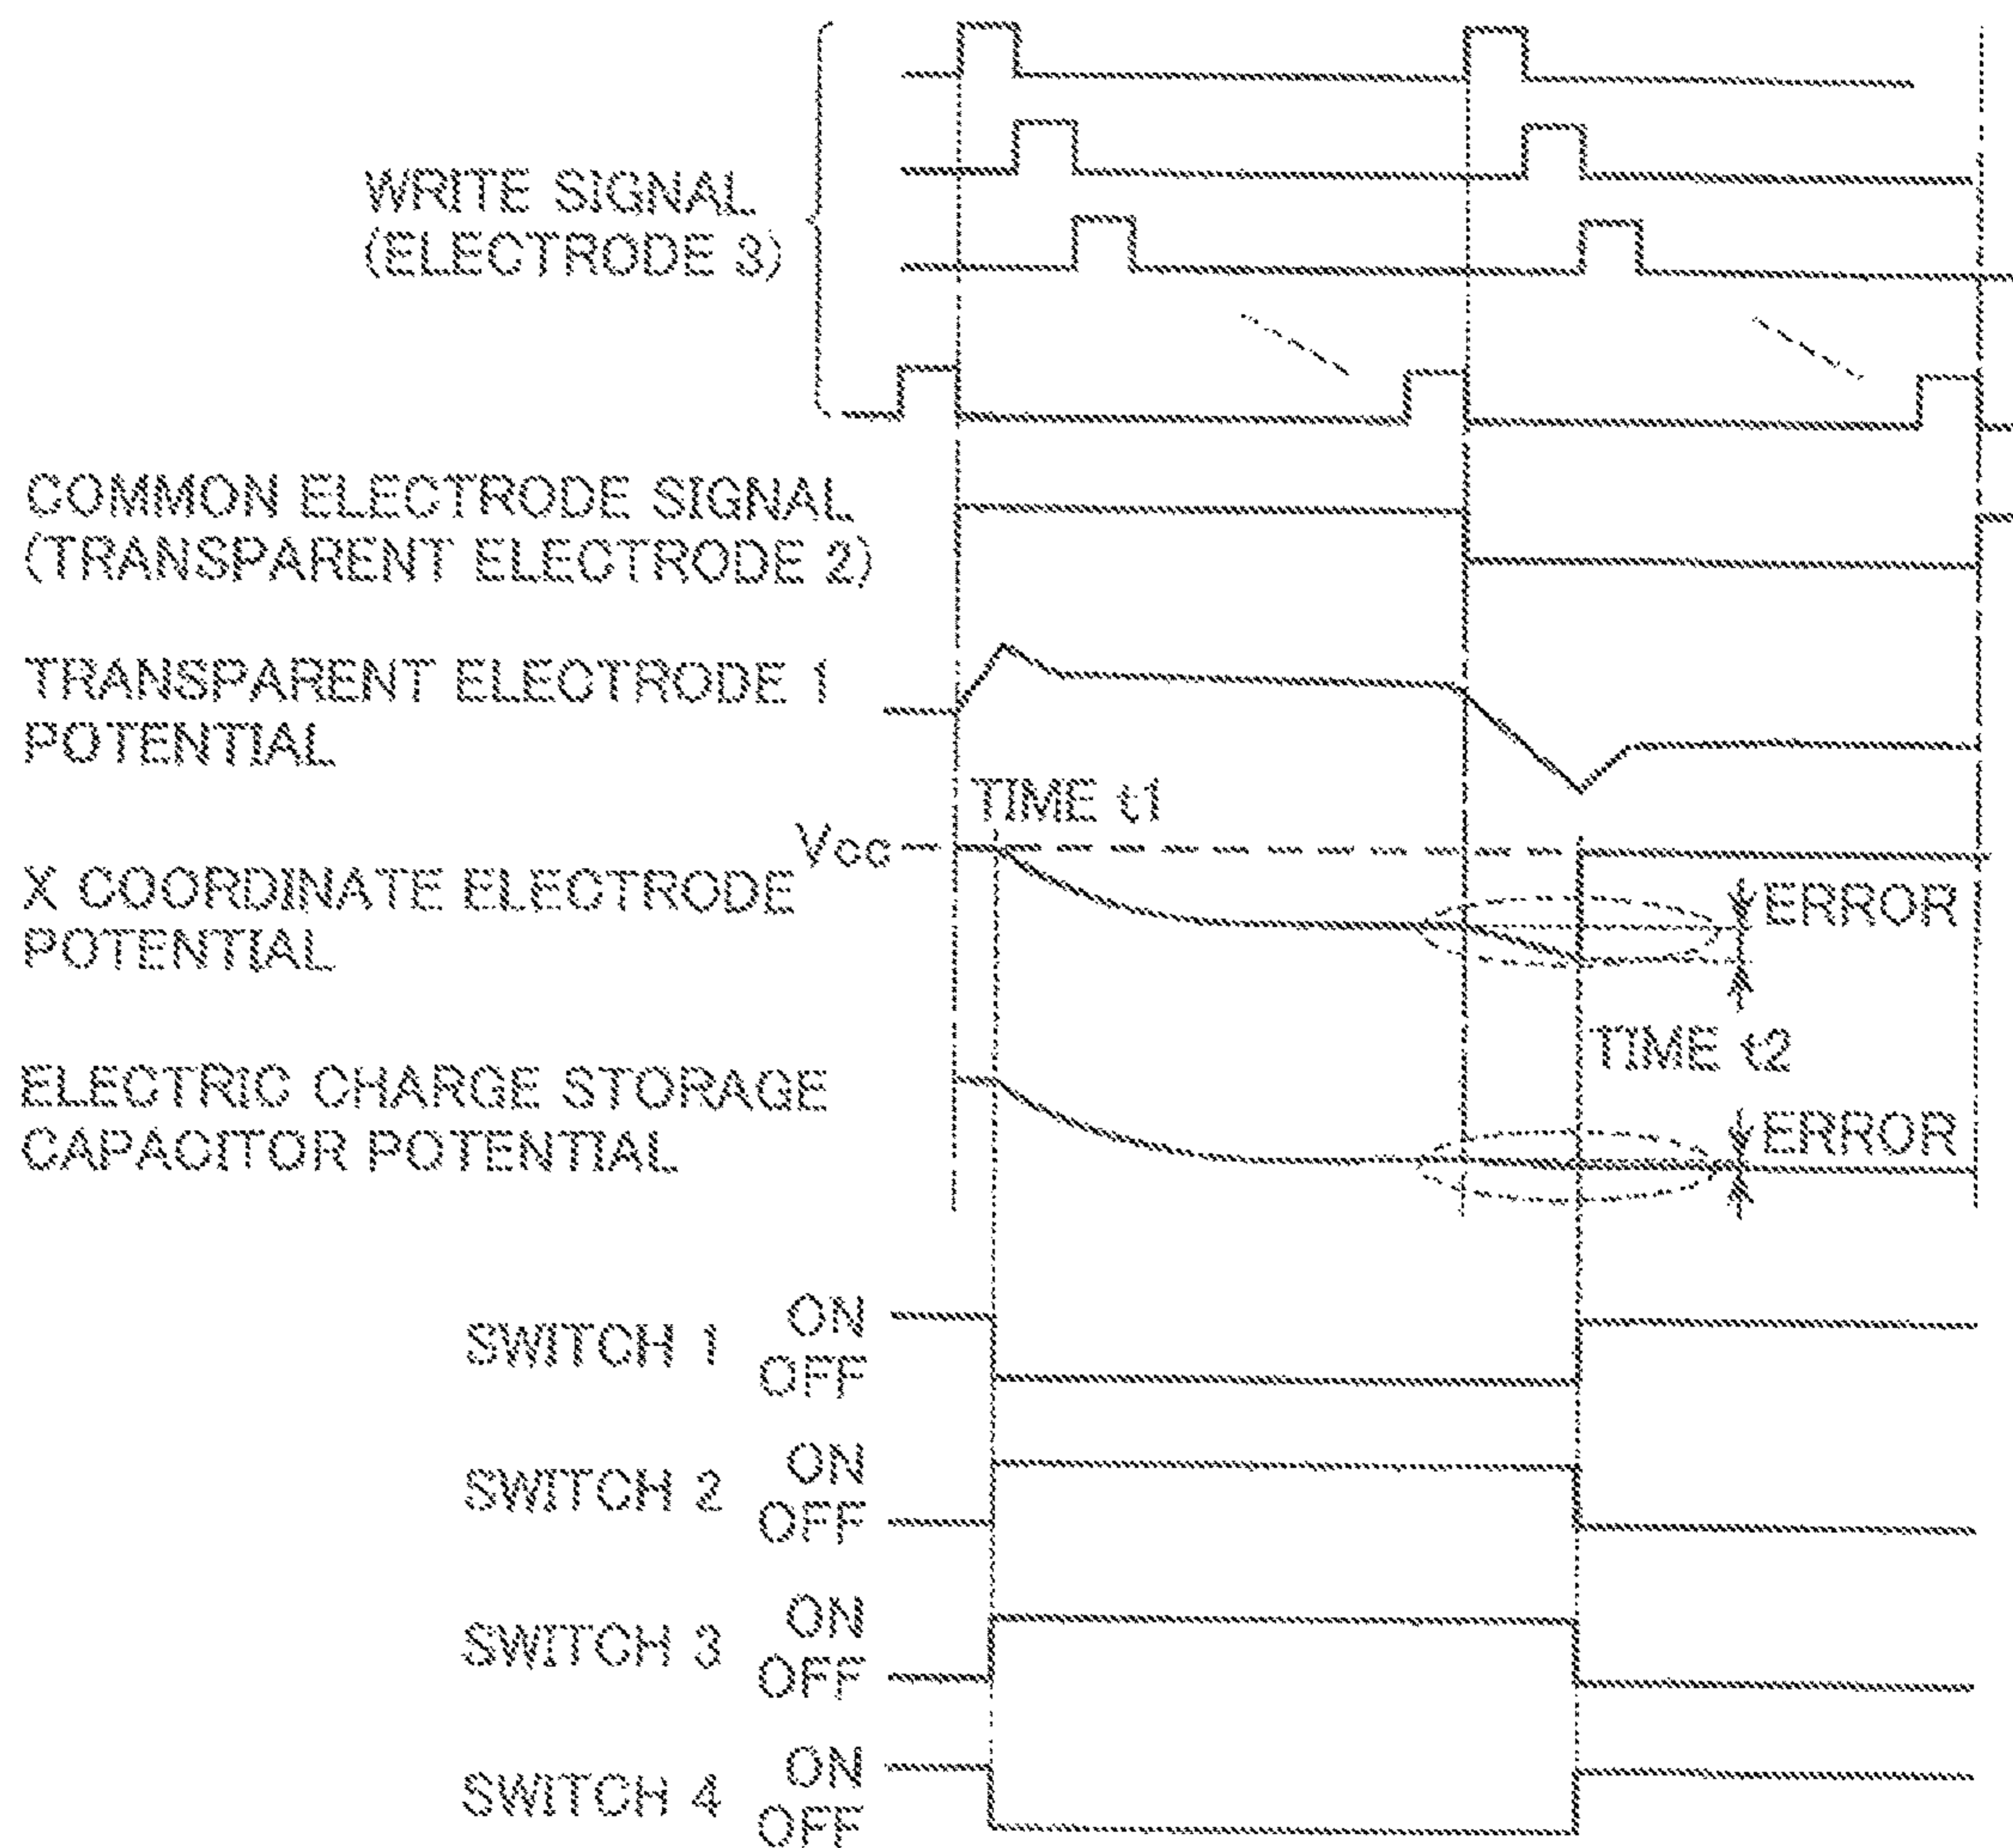 WRITE SIGNAL
(ELECTRODE 3)
COMMON ELECTRODE SIGNAL
(TRANSPARENT ELECTRODE 2)
TRANSPARENT ELECTRODE 1
POTENTIAL
TIME t1
Vcc
X COORDINATE ELECTRODE
POTENTIAL
ERROR
TIME t2
ELECTRIC CHARGE STORAGE
CAPACITOR POTENTIAL
ERROR
SWITCH 1
ON
OFF
SWITCH 2
ON
OFF
SWITCH 3
ON
OFF
SWITCH 4
ON
OFF